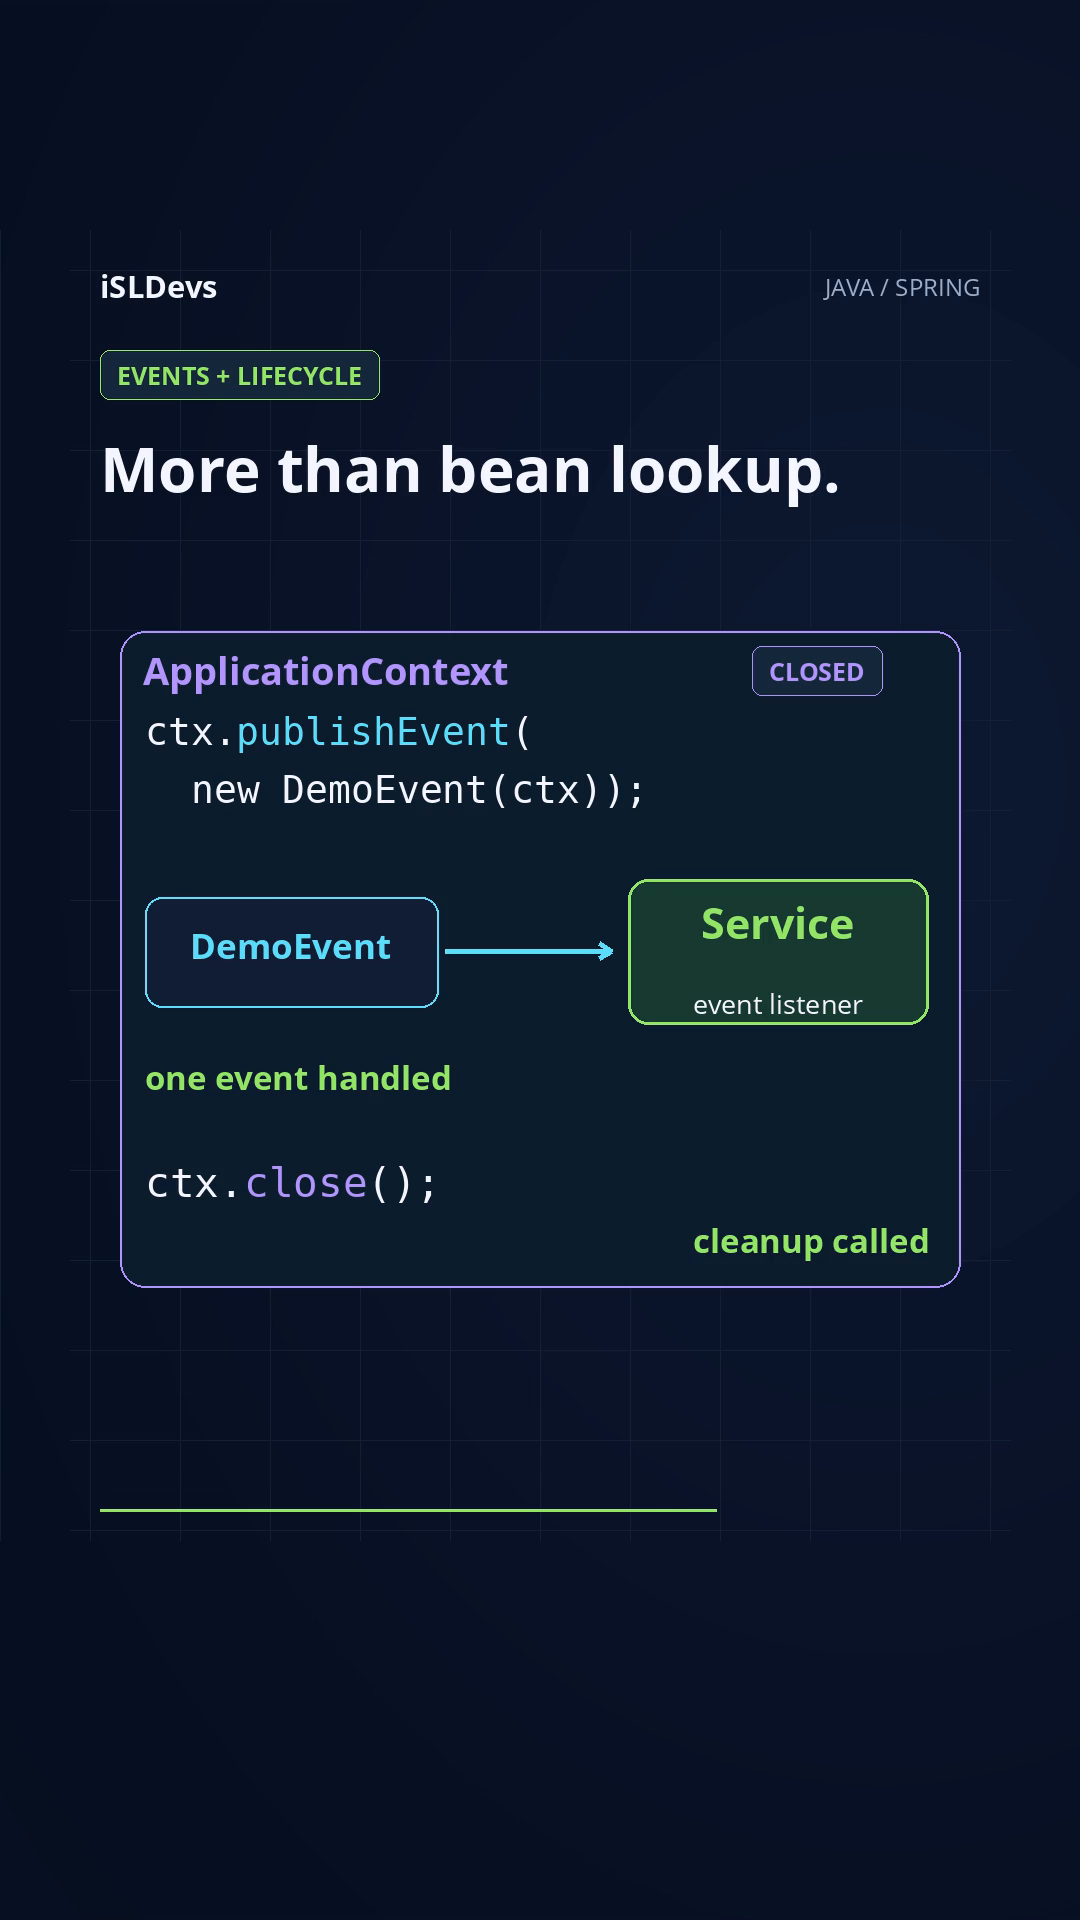 iSLDevs
JAVA / SPRING
EVENTS + LIFECYCLE
More than bean lookup.
ApplicationContext
CLOSED
ctx.publishEvent(
  new DemoEvent(ctx));
DemoEvent
Service
event listener
one event handled
ctx.close();
cleanup called